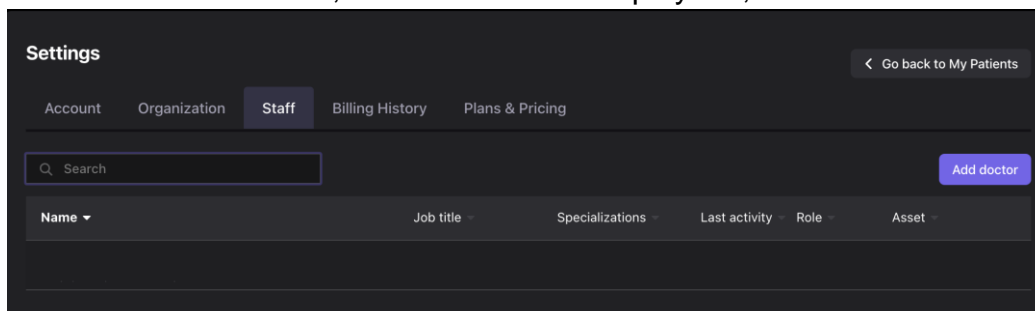 Settings
Go back to My Patients
Account Organization Staff Billing History Plans & Pricing
Search
Add doctor
Name Job title Specializations Last activity Role Asset